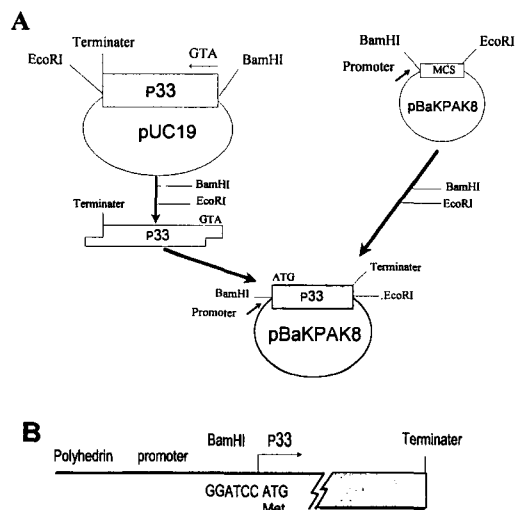 A
Terminater
GTA
EcoRI
BamHI
P33
pUC19
BamHI
EcoRI
Promoter
MCS
pBaKPAK8
BamHI
EcoRI
BamHI
EcoRI
Terminater
GTA
P33
ATG
Terminater
BamHI
P33
EcoRI
Promoter
pBaKPAK8
B
Polyhedrin promoter BamHI P33 Terminater
GGATCC ATG
Met